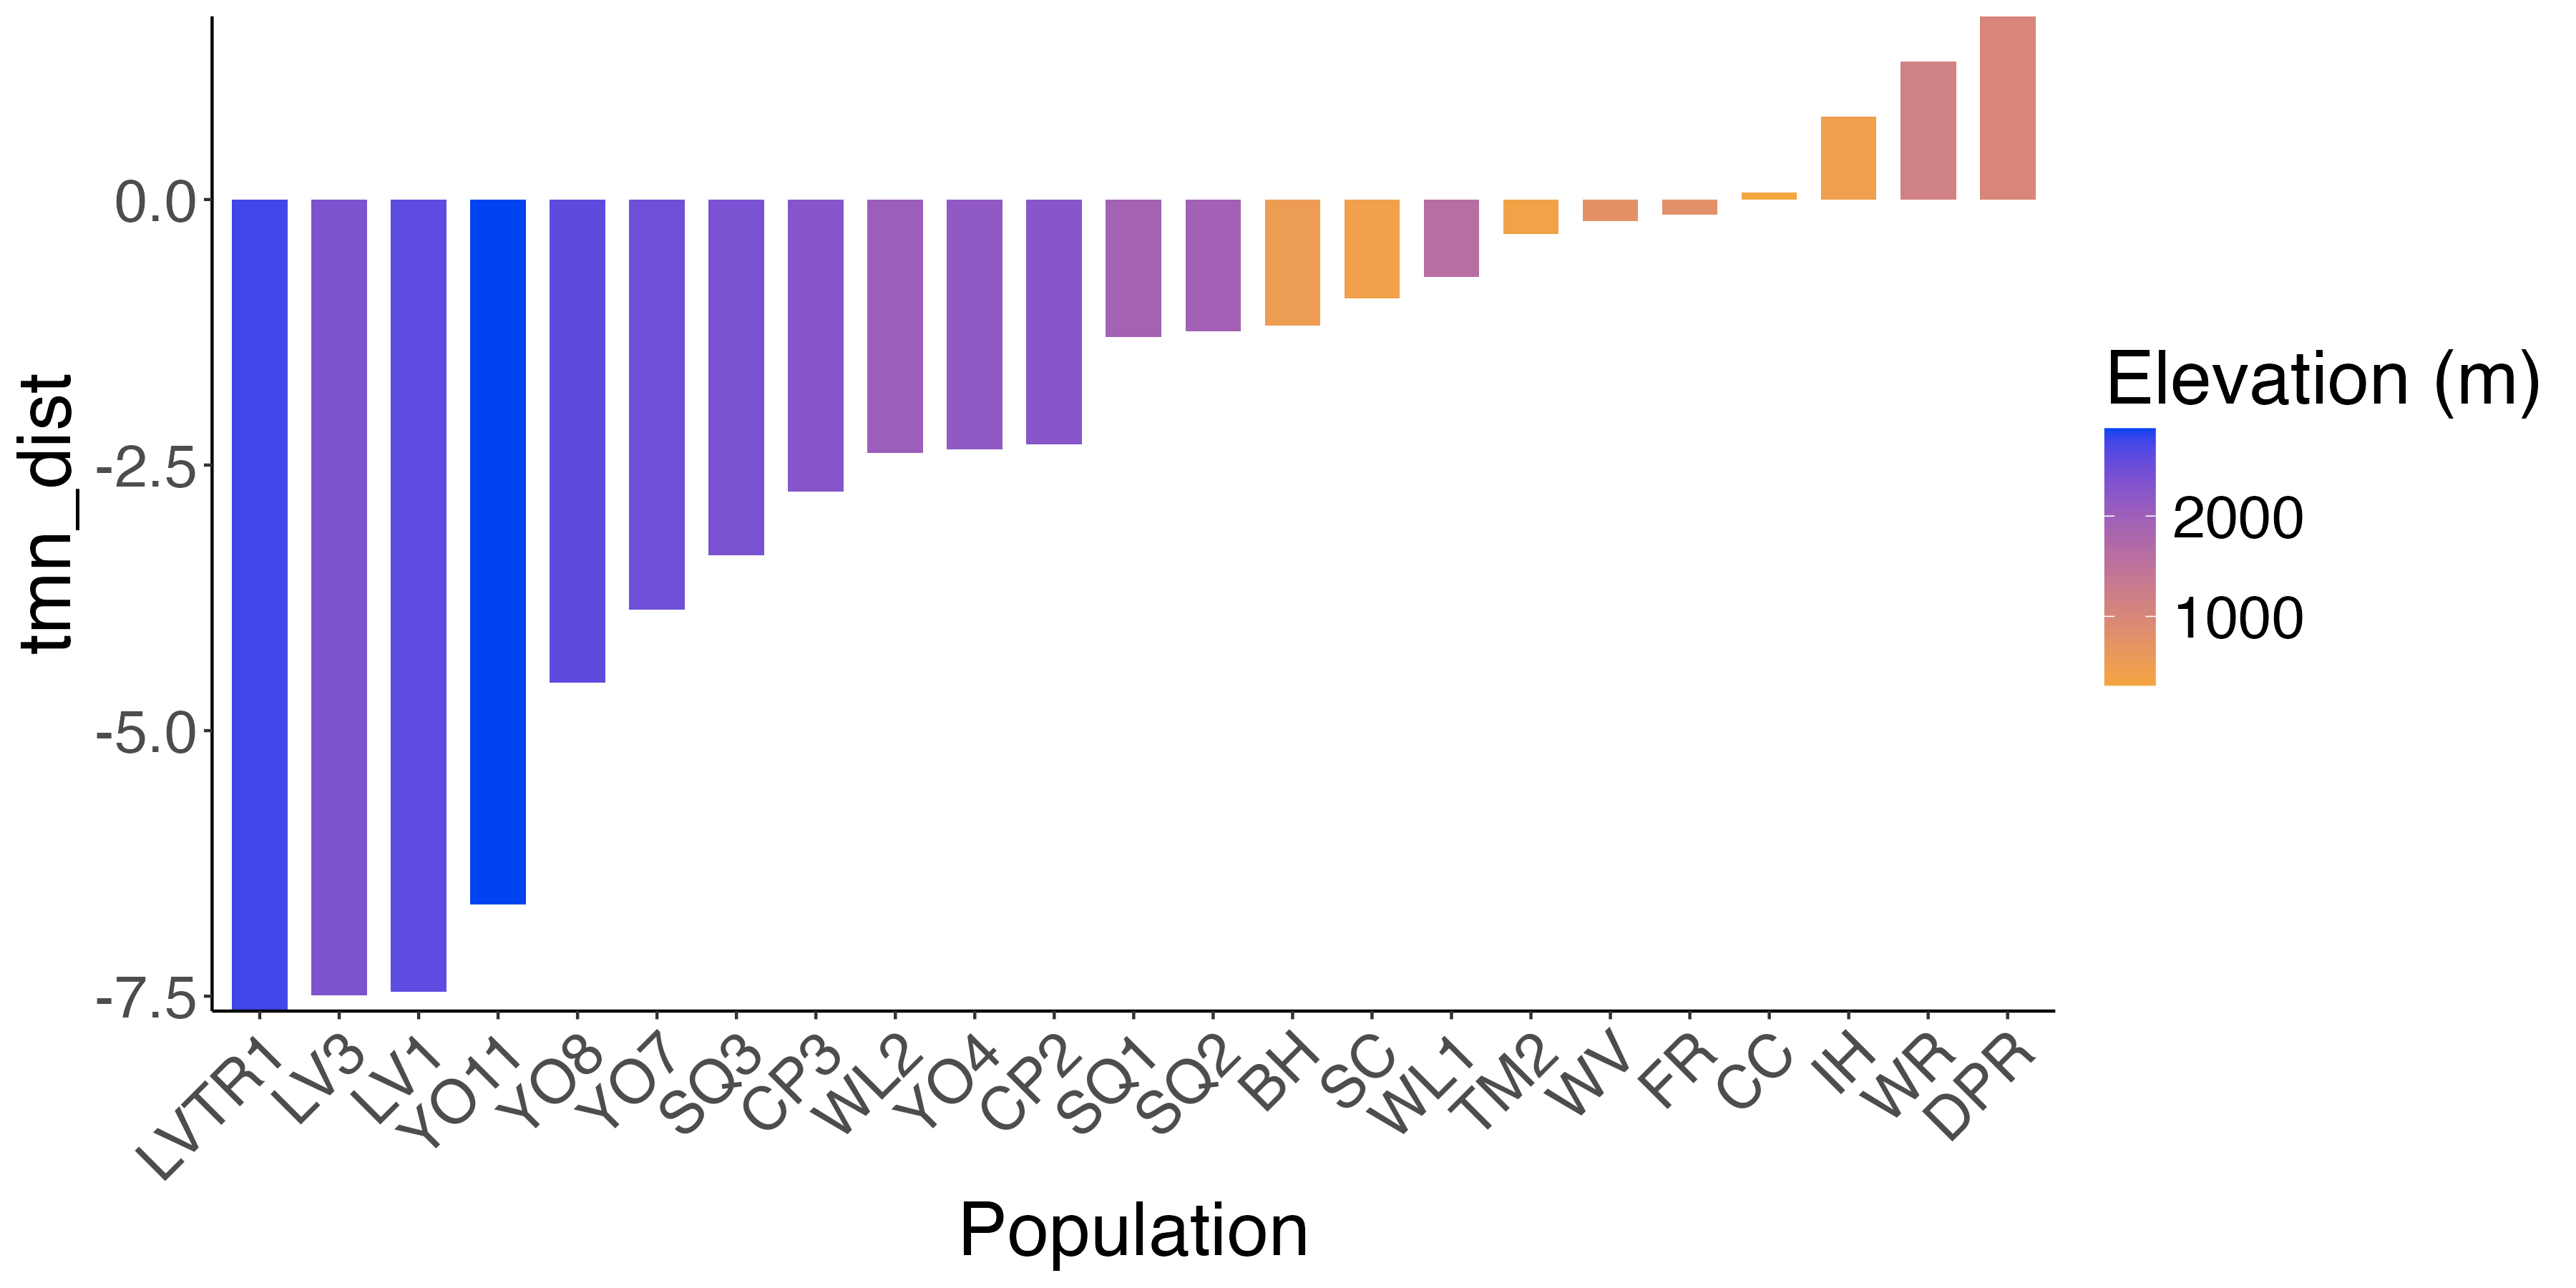 tmn_dist
0.0
-2.5
-5.0
-7.5
LVTR1
LV3
LV1
YO11
YO8
YO7
SQ3
CP3
WL2
YO4
CP2
SQ1
SQ2
BH
SC
WL1
TM2
WV
FR
CC
IH
WR
DPR
Population
Elevation (m)
2000
1000